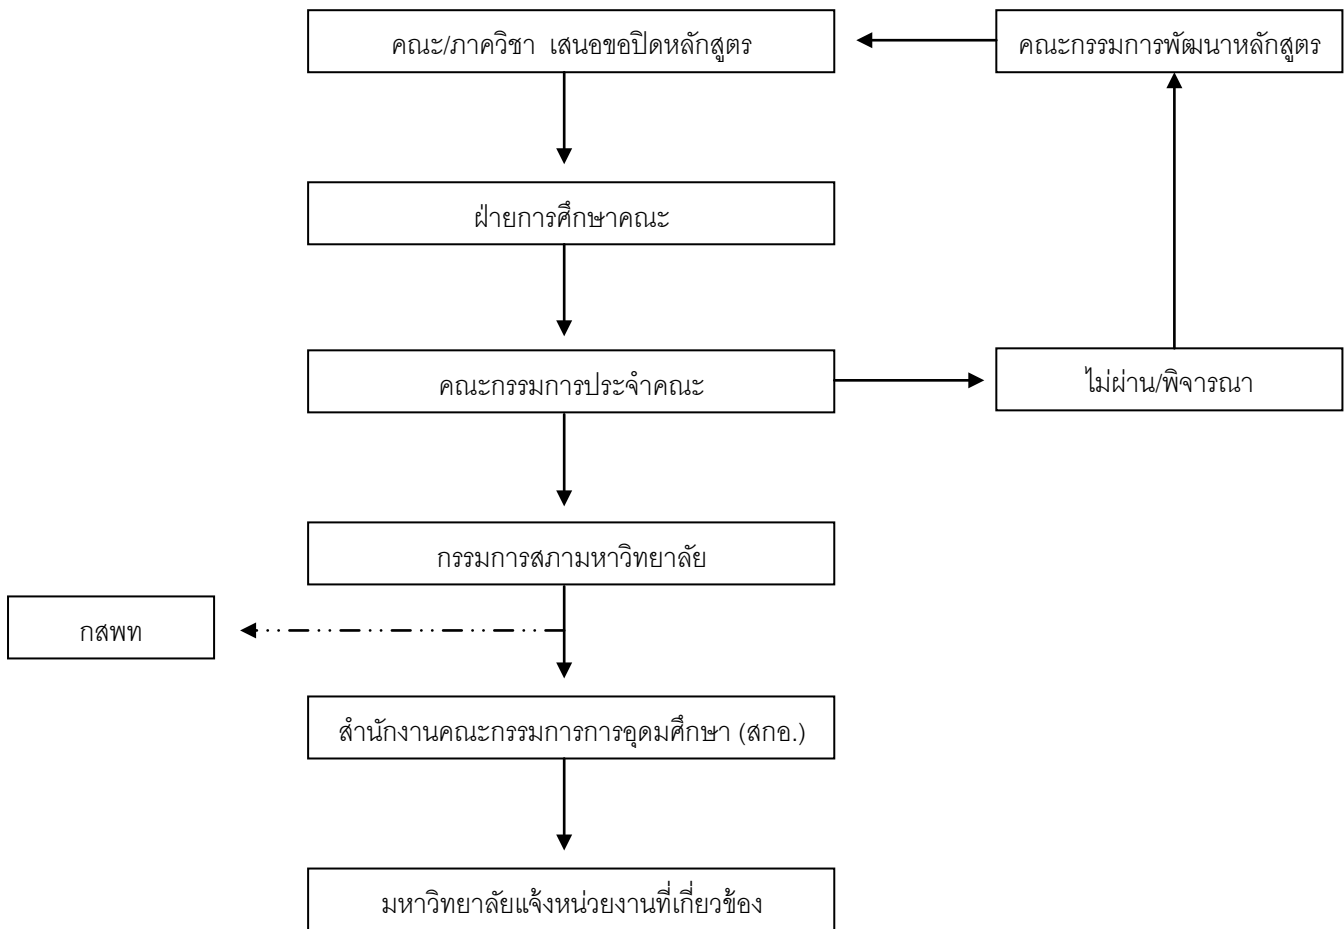 คณะ/ภาควิชา เสนอขอปิดหลักสูตร
คณะกรรมการพัฒนาหลักสูตร
ฝ่ายการศึกษาคณะ
คณะกรรมการประจำคณะ
ไม่ผ่าน/พิจารณา
กรรมการสภามหาวิทยาลัย
กสพท
สำนักงานคณะกรรมการการอุดมศึกษา (สกอ.)
มหาวิทยาลัยแจ้งหน่วยงานที่เกี่ยวข้อง